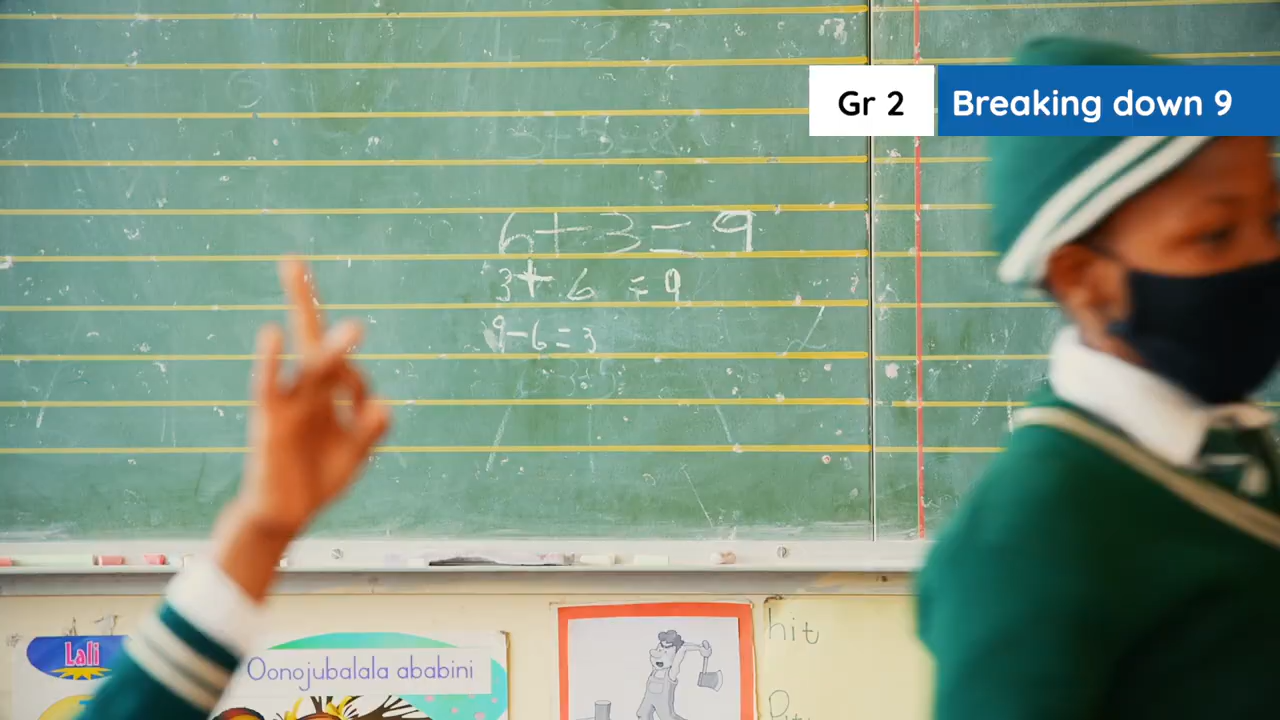 Gr 2 Breaking down 9
6+3=9
3+6=9
9-6=3
Lali
Oonojubalala ababini
hit